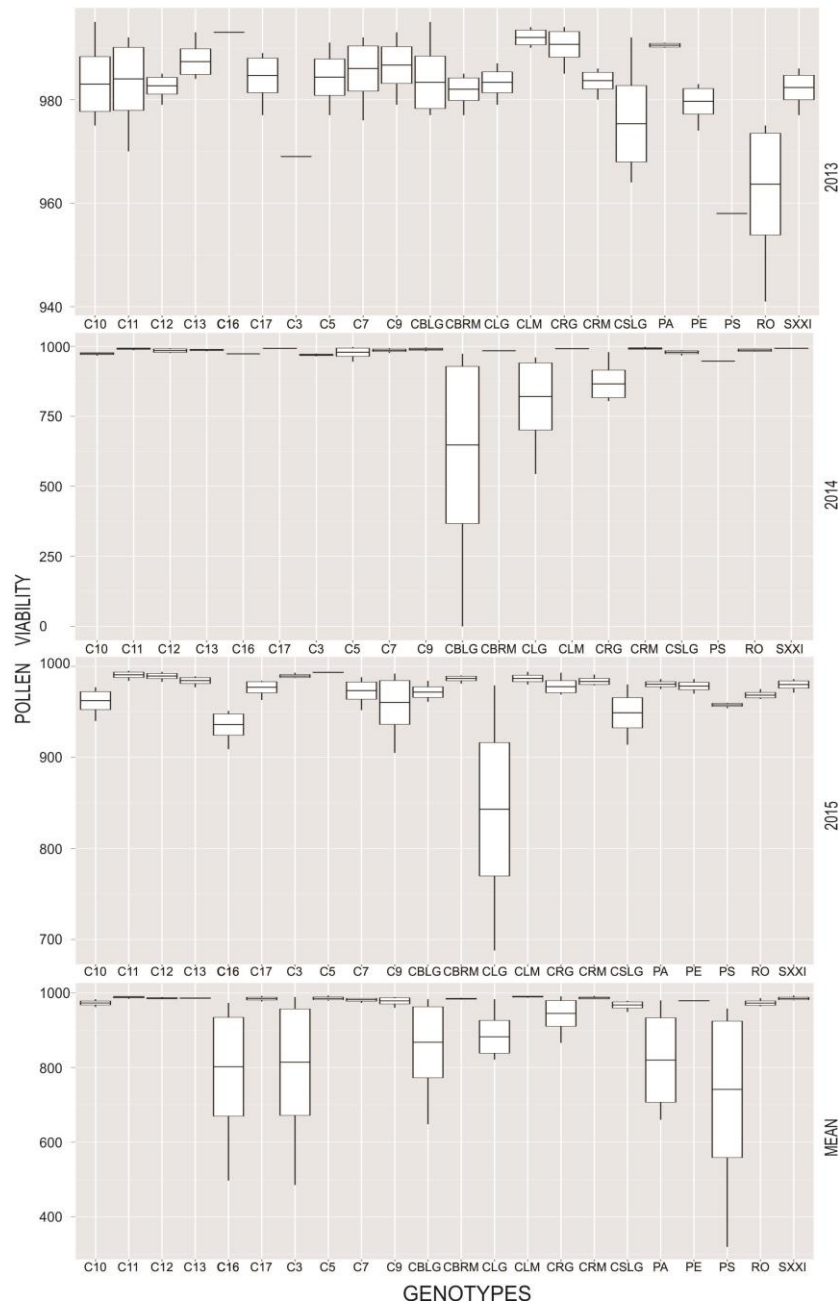 980
960
940
2013
C10 C11 C12 C13 C16 C17 C3 C5 C7 C9 CBLG CBRM CLG CLM CRG CRM CSLG PA PE PS RO SXXI
1000
750
500
250
0
2014
C10 C11 C12 C13 C16 C17 C3 C5 C7 C9 CBLG CBRM CLG CLM CRG CRM CSLG PS RO SXXI
POLLEN VIABILITY
1000
900
800
700
2015
C10 C11 C12 C13 C16 C17 C3 C5 C7 C9 CBLG CBRM CLG CLM CRG CRM CSLG PA PE PS RO SXXI
1000
800
600
400
MEAN
C10 C11 C12 C13 C16 C17 C3 C5 C7 C9 CBLG CBRM CLG CLM CRG CRM CSLG PA PE PS RO SXXI
GENOTYPES